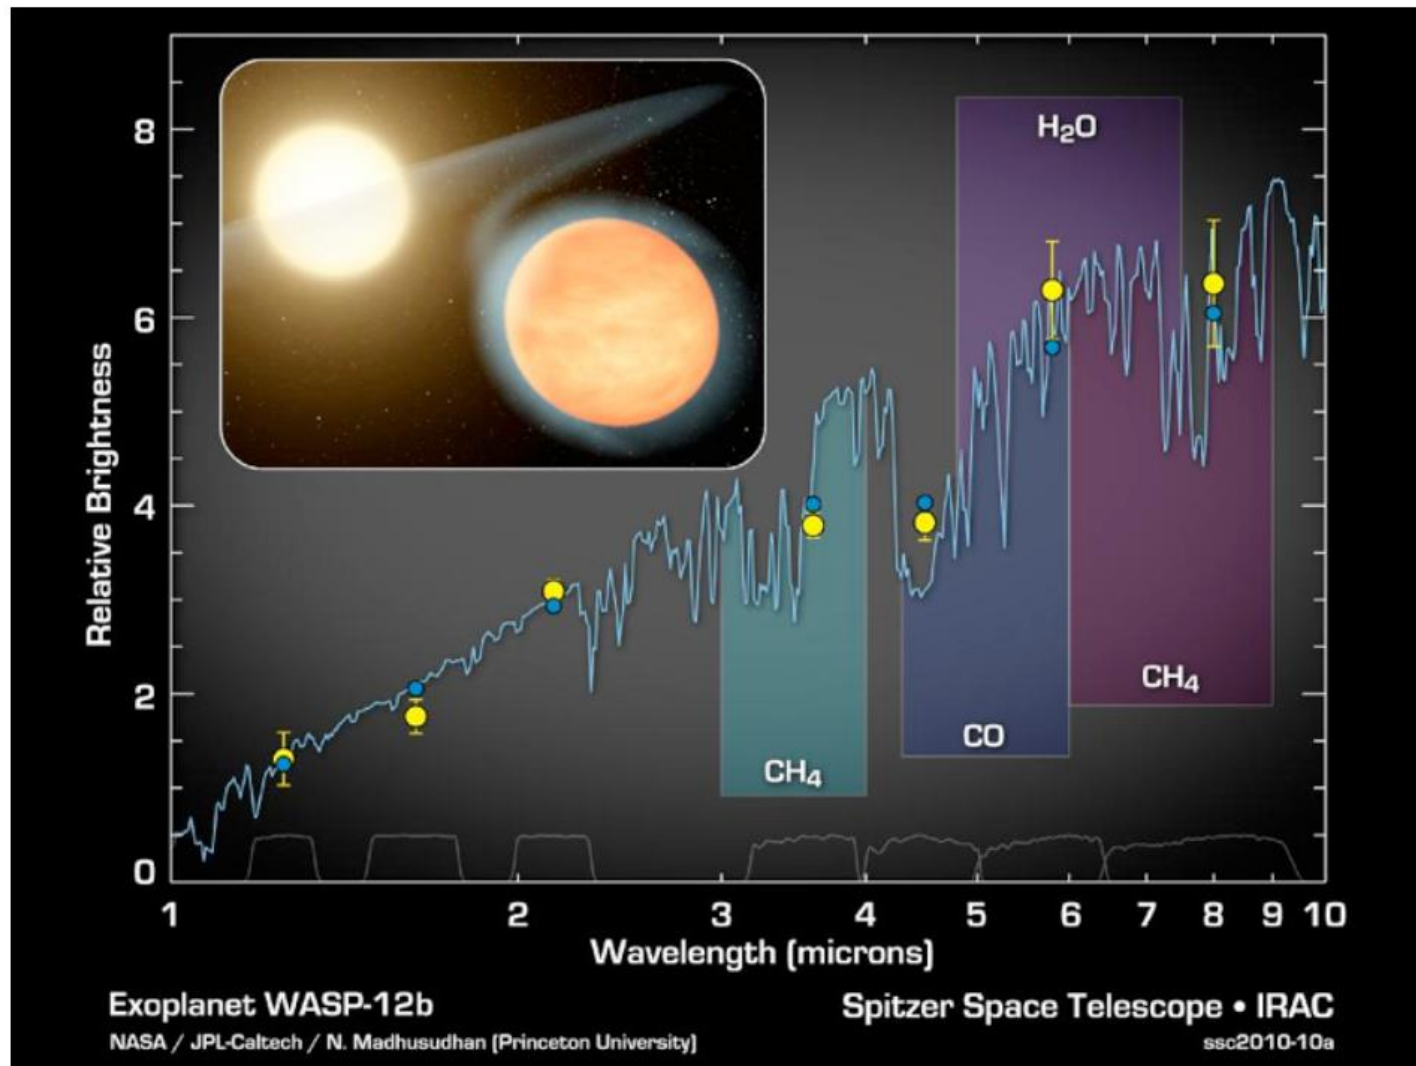 8
6
4
2
0
Relative Brightness
H₂O
CH₄
CO
CH₄
1 2 3 4 5 6 7 8 9 10
Wavelength (microns)
Exoplanet WASP-12b
NASA / JPL-Caltech / N. Madhusudhan (Princeton University)
Spitzer Space Telescope • IRAC
ssc2010-10a